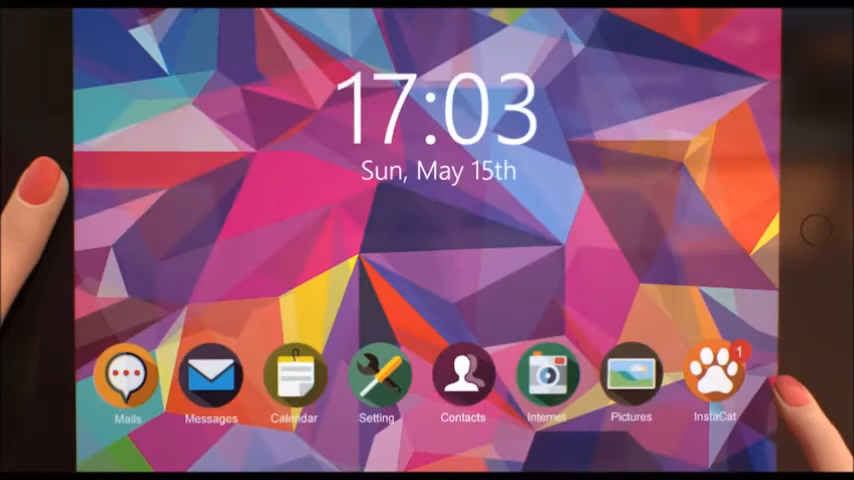 17:03
Sun, May 15th
1
Mails
Messages
Calendar
Setting
Contacts
Internet
Pictures
InstaCat